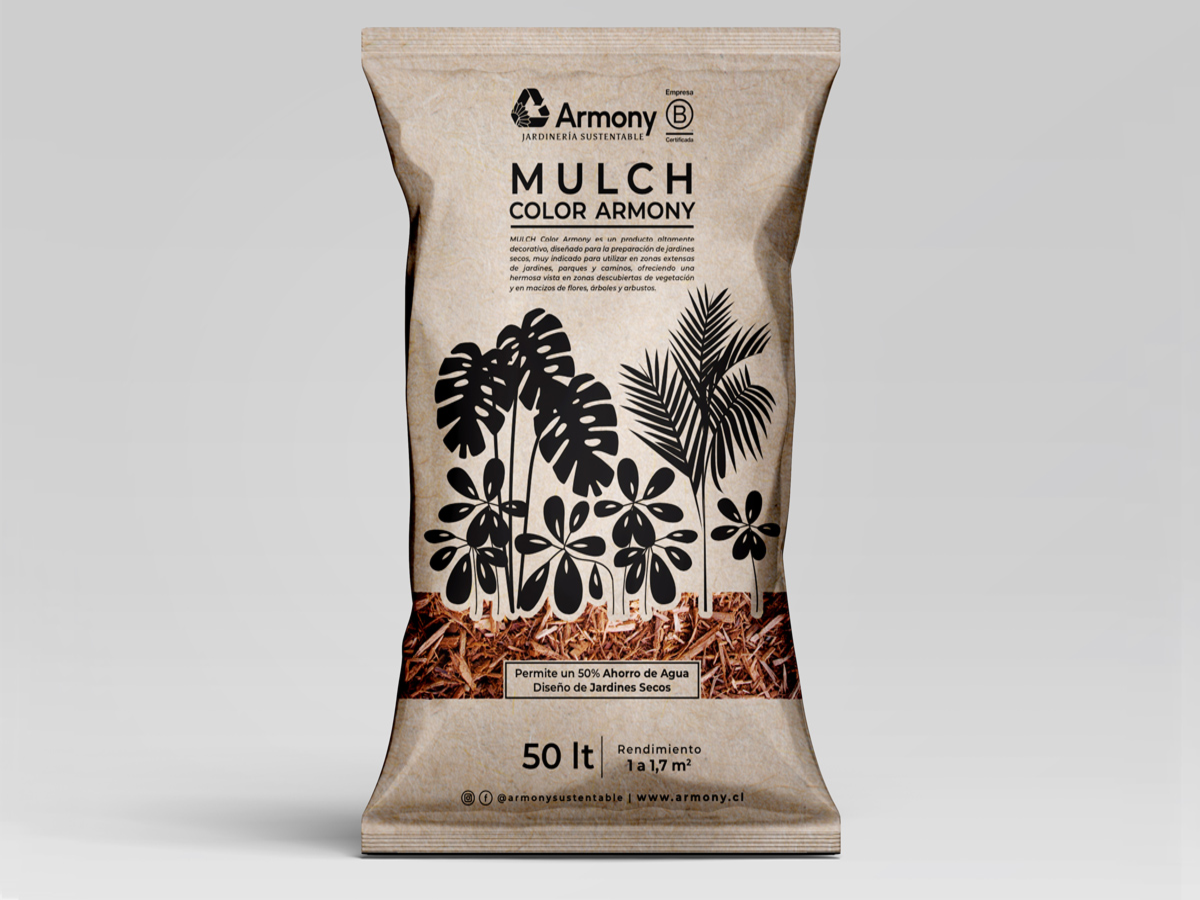 Armony
JARDINERÍA SUSTENTABLE
Empresa
B
Certificada
MULCH
COLOR ARMONY
MULCH Color Armony es un producto altamente
decorativo, diseñado para la preparación de jardines
secos, muy indicado para utilizar en zonas extensas
de jardines, parques y caminos, ofreciendo una
hermosa vista en zonas descubiertas de vegetación
y en macizos de flores, árboles y arbustos.
Permite un 50% Ahorro de Agua
Diseño de Jardines Secos
50 lt
Rendimiento
1 a 1,7 m²
@armonysustentable | www.armony.cl